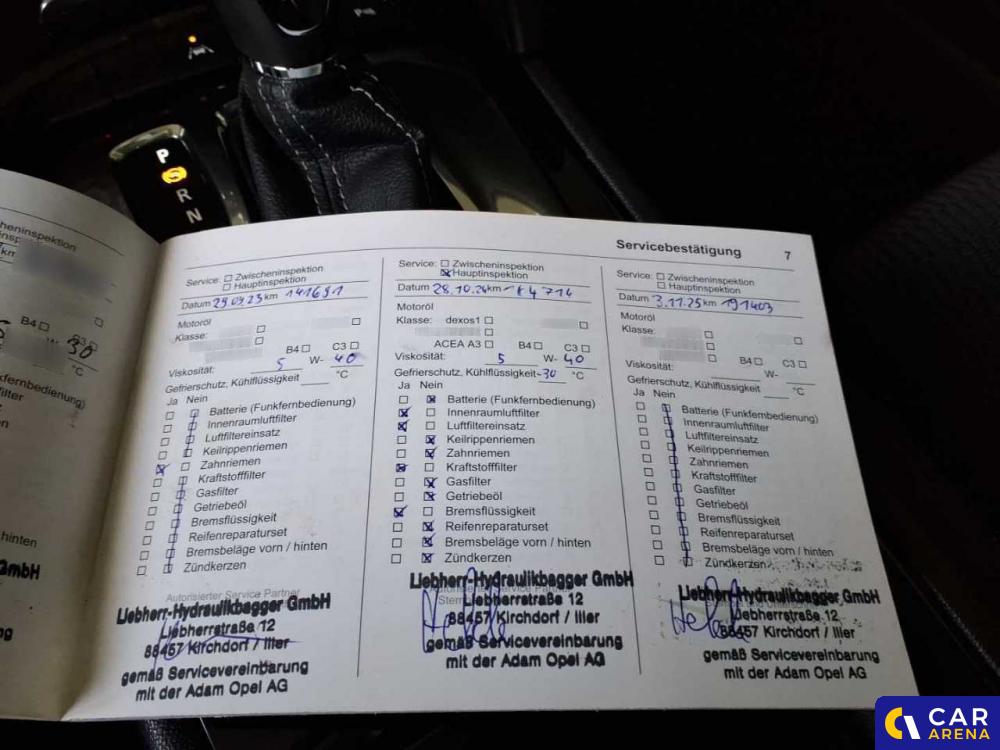 P
S
R
N
Servicebestätigung 7
Service: Zwischeninspektion
Hauptinspektion
Datum 29.09.23 km 141691
Motoröl
Klasse:
B4 C3
Viskosität: 5 W- 40
Gefrierschutz, Kühlflüssigkeit °C
Ja Nein
Batterie (Funkfernbedienung)
Innenraumluftfilter
Luftfiltereinsatz
Keilrippenriemen
Zahnriemen
Kraftstofffilter
Gasfilter
Getriebeöl
Bremsflüssigkeit
Reifenreparaturset
Bremsbeläge vorn / hinten
Zündkerzen
Autorisierter Service Partner
Liebherr-Hydraulikbagger GmbH
Liebherrstraße 12
88457 Kirchdorf / Iller
gemäß Servicevereinbarung
mit der Adam Opel AG
Service: Zwischeninspektion
Hauptinspektion
Datum 28.10.24 km
Motoröl
Klasse: dexos1
ACEA A3 B4 C3
Viskosität: 5 W- 40
Gefrierschutz, Kühlflüssigkeit -30 °C
Ja Nein
Batterie (Funkfernbedienung)
Innenraumluftfilter
Luftfiltereinsatz
Keilrippenriemen
Zahnriemen
Kraftstofffilter
Gasfilter
Getriebeöl
Bremsflüssigkeit
Reifenreparaturset
Bremsbeläge vorn / hinten
Zündkerzen
Liebherr-Hydraulikbagger GmbH
Liebherrstraße 12
88457 Kirchdorf / Iller
gemäß Servicevereinbarung
mit der Adam Opel AG
Service: Zwischeninspektion
Hauptinspektion
Datum 3.11.25 km 191403
Motoröl
Klasse:
B4 C3
Viskosität: W-
Gefrierschutz, Kühlflüssigkeit °C
Ja Nein
Batterie (Funkfernbedienung)
Innenraumluftfilter
Luftfiltereinsatz
Keilrippenriemen
Zahnriemen
Kraftstofffilter
Gasfilter
Getriebeöl
Bremsflüssigkeit
Reifenreparaturset
Bremsbeläge vorn / hinten
Zündkerzen
Liebherr-Hydraulikbagger GmbH
Liebherrstraße 12
88457 Kirchdorf / Iller
gemäß Servicevereinbarung
mit der Adam Opel AG
CAR
ARENA